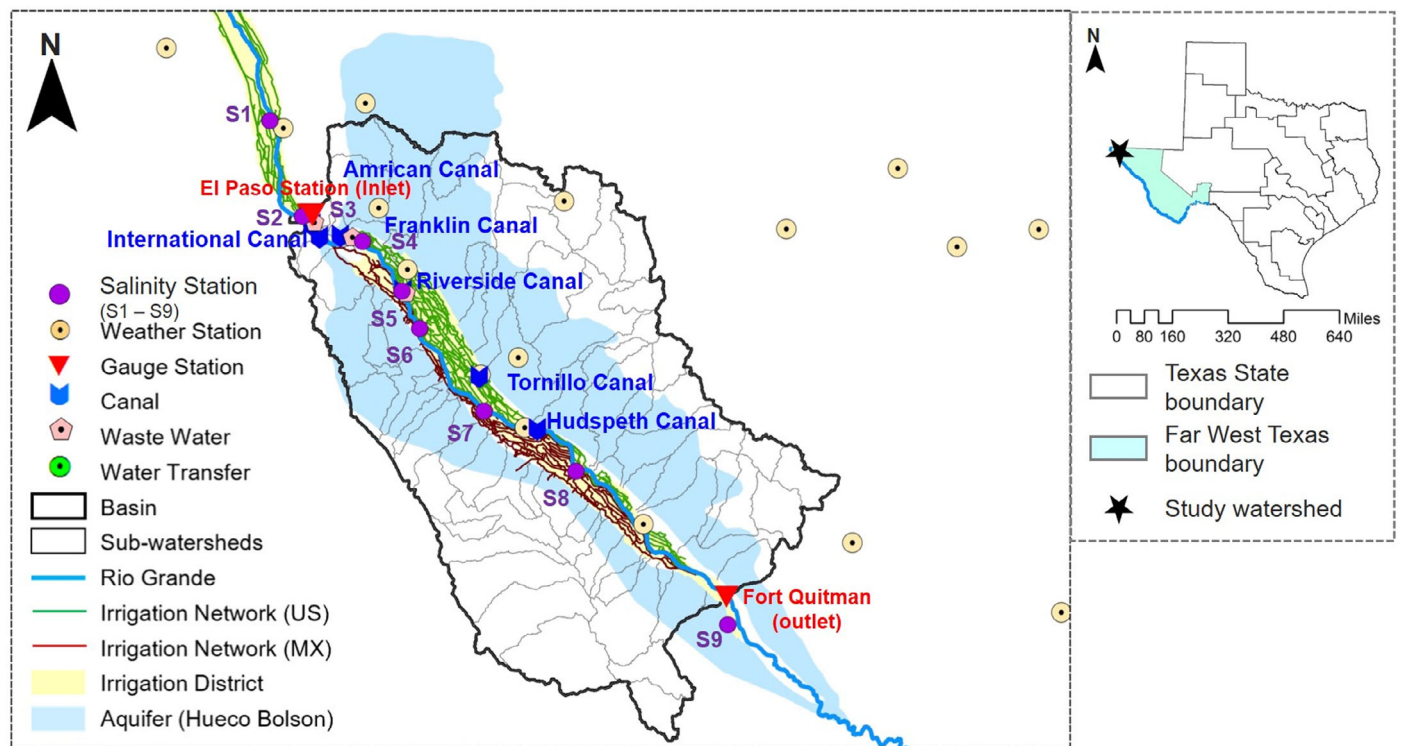 N
S1
Amrican Canal
El Paso Station (Inlet)
S2
S3
Franklin Canal
International Canal
S4
Riverside Canal
S5
S6
Tornillo Canal
Hudspeth Canal
S7
S8
Fort Quitman
(outlet)
S9
Salinity Station
(S1 – S9)
Weather Station
Gauge Station
Canal
Waste Water
Water Transfer
Basin
Sub-watersheds
Rio Grande
Irrigation Network (US)
Irrigation Network (MX)
Irrigation District
Aquifer (Hueco Bolson)
N
Miles
0 80 160 320 480 640
Texas State
boundary
Far West Texas
boundary
Study watershed